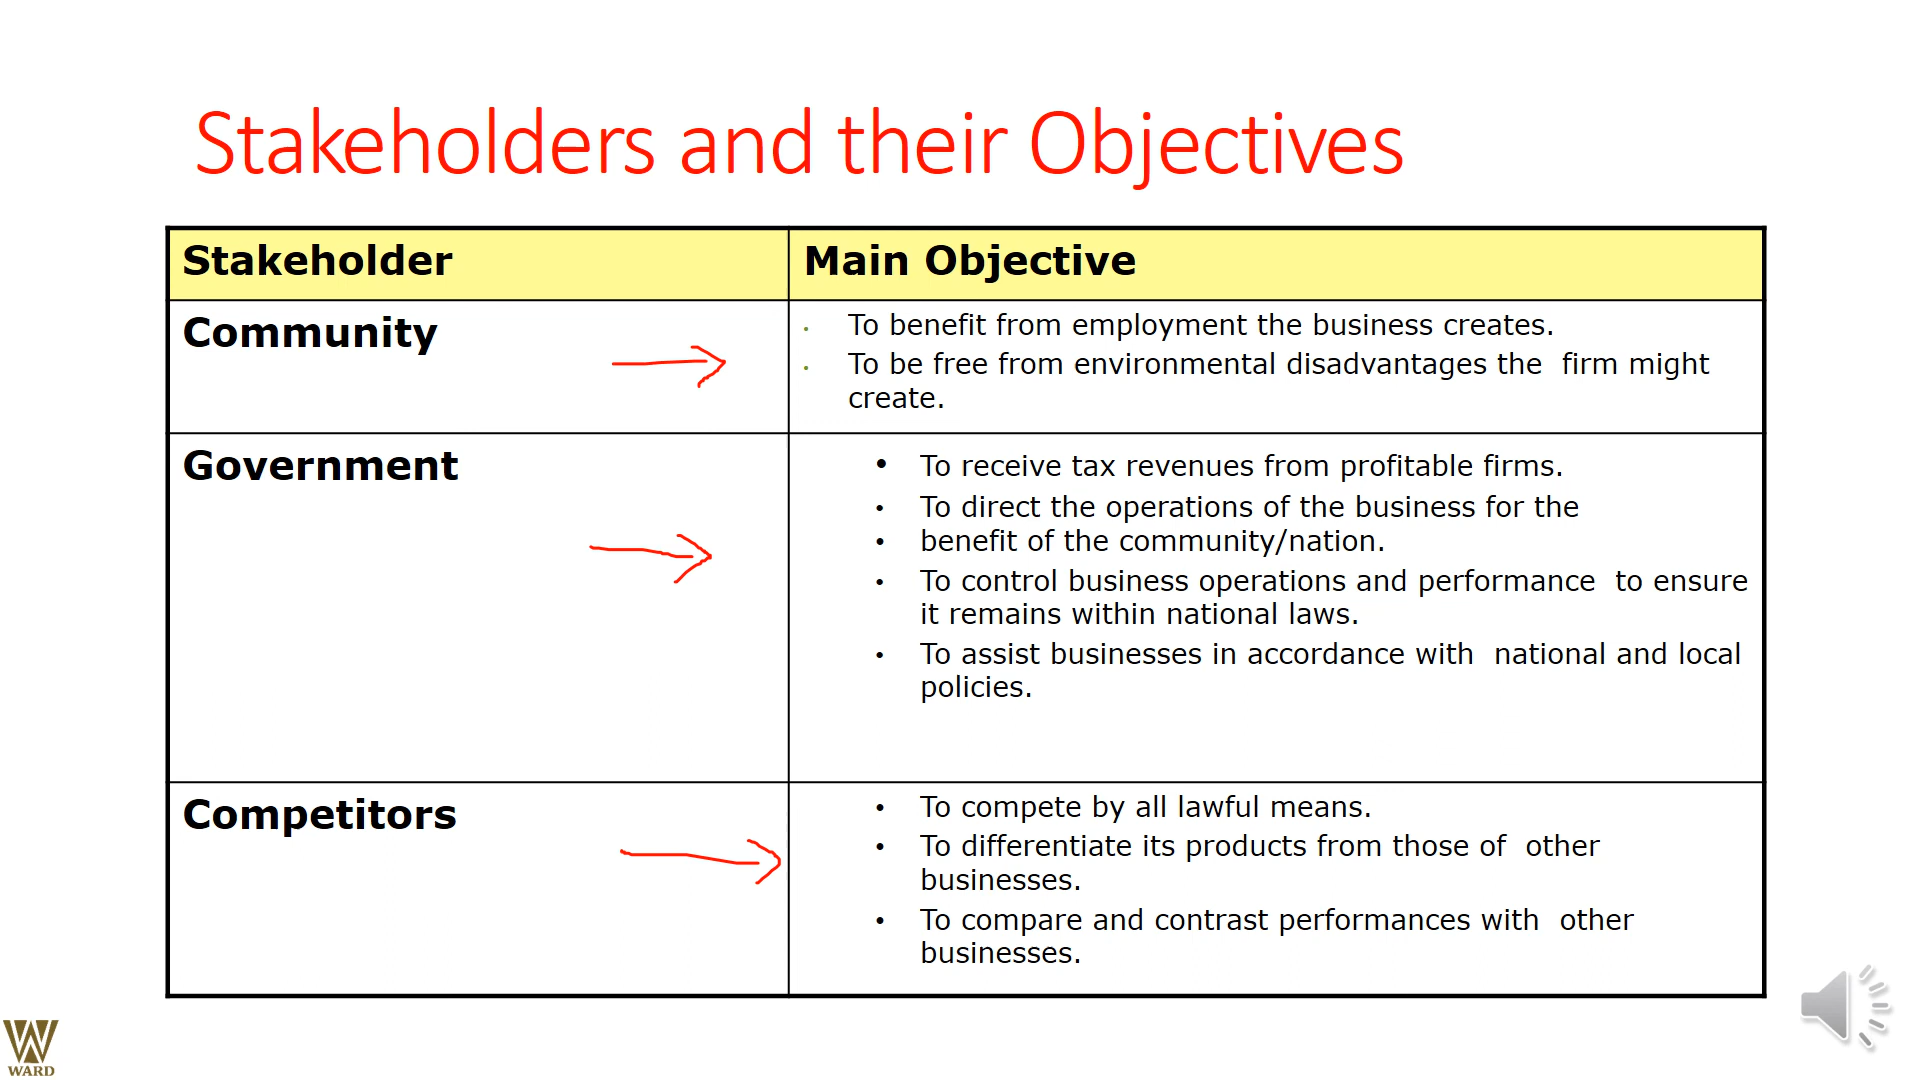 Stakeholders and their Objectives
Stakeholder
Main Objective
Community
• To benefit from employment the business creates.
• To be free from environmental disadvantages the firm might
create.
Government
• To receive tax revenues from profitable firms.
• To direct the operations of the business for the
• benefit of the community/nation.
• To control business operations and performance to ensure
it remains within national laws.
• To assist businesses in accordance with national and local
policies.
Competitors
• To compete by all lawful means.
• To differentiate its products from those of other
businesses.
• To compare and contrast performances with other
businesses.
WARD